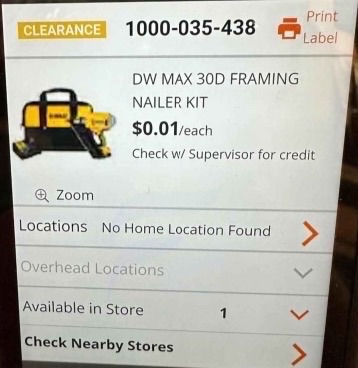 CLEARANCE 1000-035-438 Print
Label
DW MAX 30D FRAMING
NAILER KIT
$0.01/each
Check w/ Supervisor for credit
Zoom
Locations No Home Location Found
Overhead Locations
Available in Store 1
Check Nearby Stores